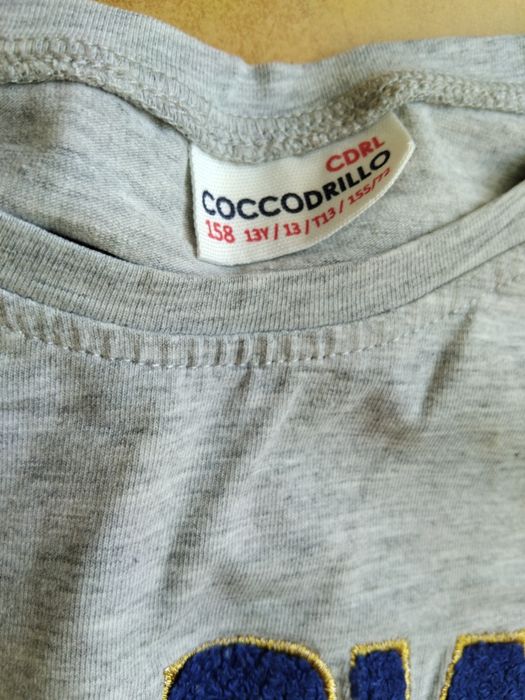 CDRL
COCCODRILLO
158 13Y / 13 / T13 / 155/72